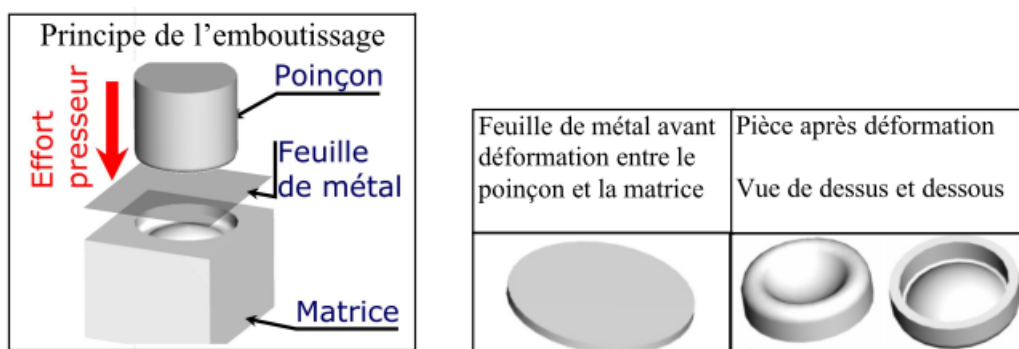 Principe de l'emboutissage
Poinçon
Effort
presseur
Feuille
de métal
Matrice
Feuille de métal avant
déformation entre le
poinçon et la matrice
Pièce après déformation
Vue de dessus et dessous